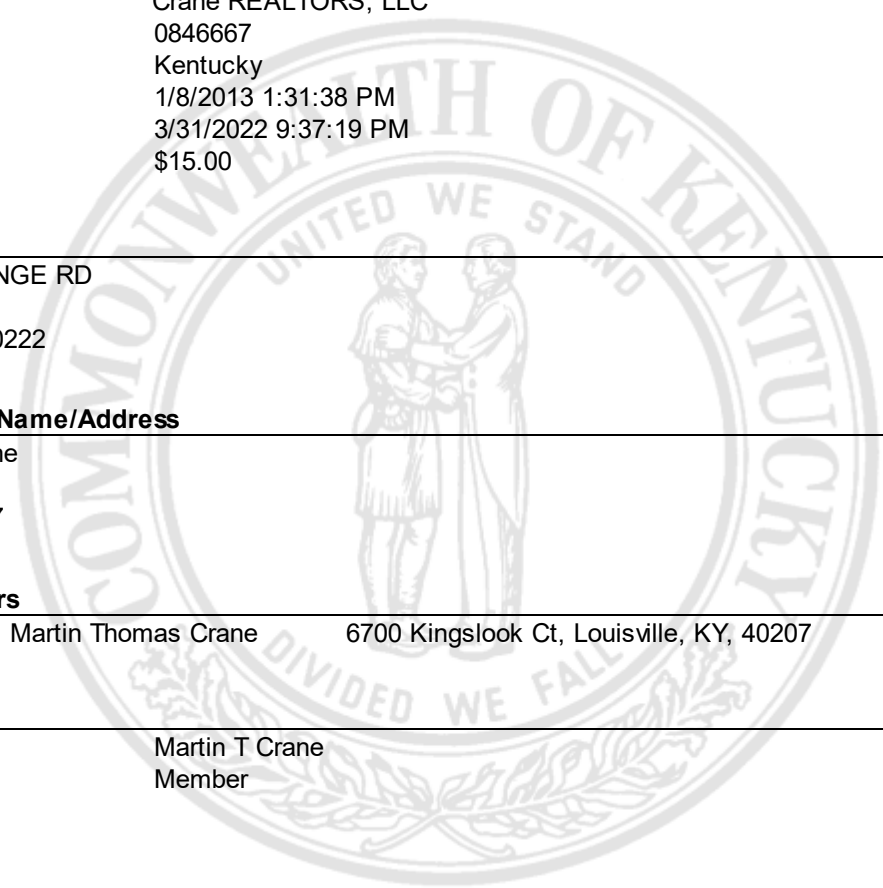 Crane REALTORS, LLC
0846667
Kentucky
1/8/2013 1:31:38 PM
3/31/2022 9:37:19 PM
$15.00
COMMONWEALTH OF KENTUCKY
UNITED WE STAND
NGE RD
0222
Name/Address
ne
rs
Martin Thomas Crane 6700 Kingslook Ct, Louisville, KY, 40207
DIVIDED WE FALL
Martin T Crane
Member